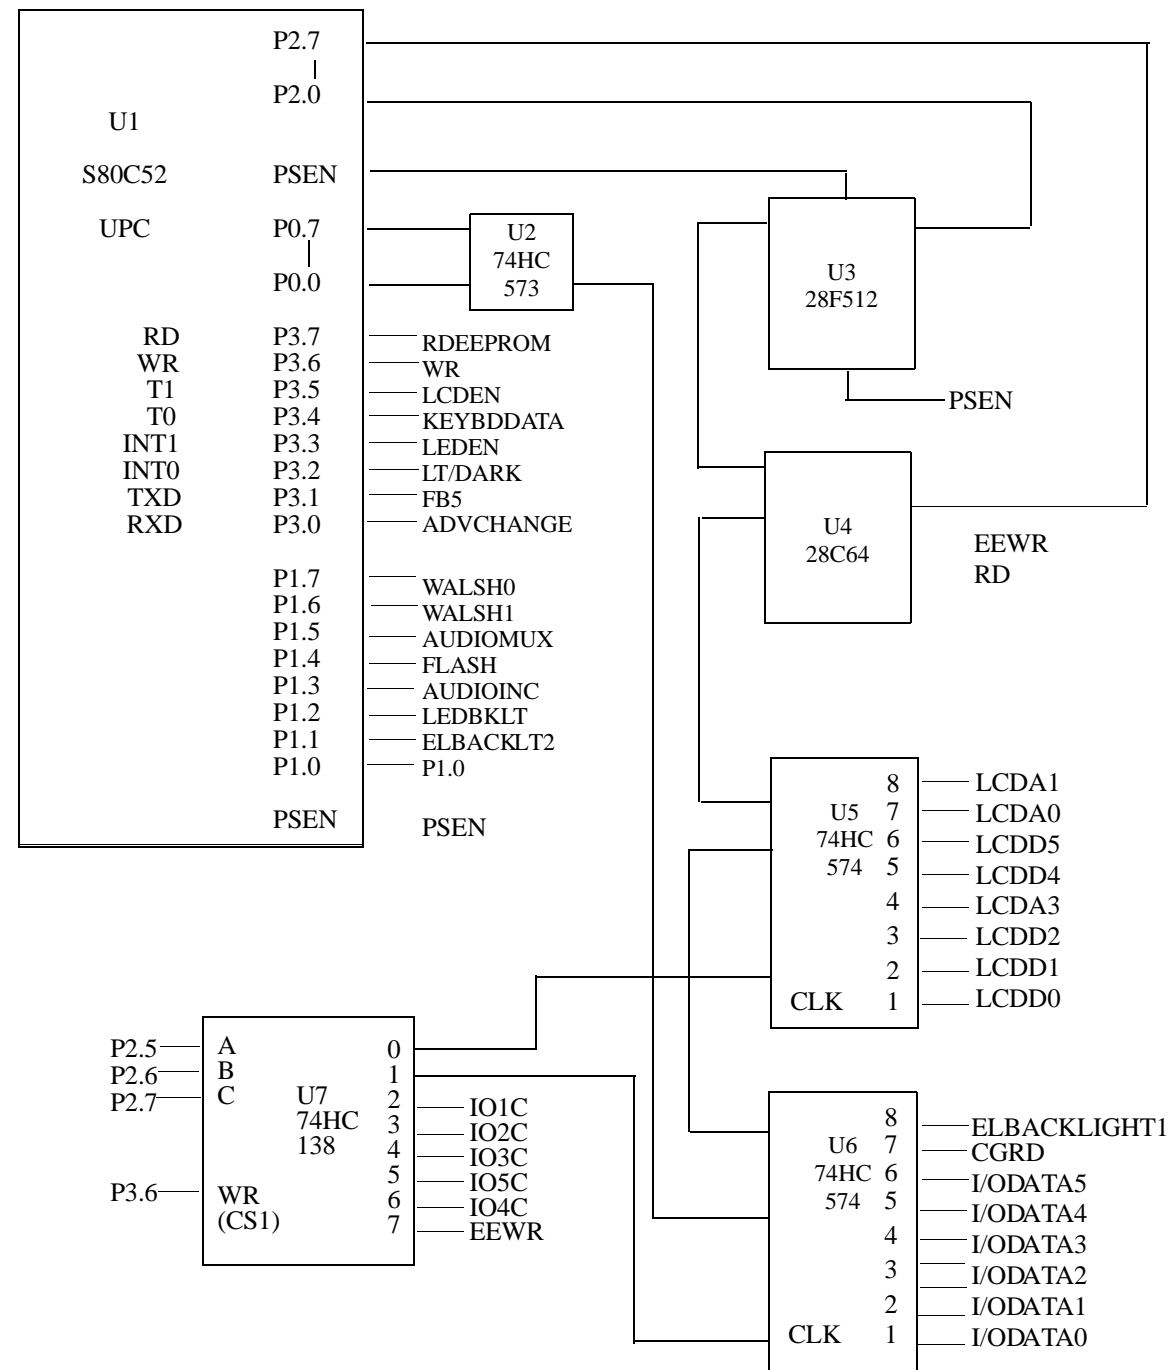 P2.7
P2.0
U1
S80C52
PSEN
UPC
P0.7
P0.0
RD P3.7 RDEEPROM
WR P3.6 WR
T1 P3.5 LCDEN
T0 P3.4 KEYBDDATA
INT1 P3.3 LEDEN
INT0 P3.2 LT/DARK
TXD P3.1 FB5
RXD P3.0 ADVCHANGE
P1.7 WALSH0
P1.6 WALSH1
P1.5 AUDIOMUX
P1.4 FLASH
P1.3 AUDIOINC
P1.2 LEDBKLT
P1.1 ELBACKLT2
P1.0 P1.0
PSEN PSEN
U2
74HC
573
U3
28F512
PSEN
U4
28C64
EEWR
RD
U5
74HC
574
8 LCDA1
7 LCDA0
6 LCDD5
5 LCDD4
4 LCDA3
3 LCDD2
2 LCDD1
CLK 1 LCDD0
P2.5 A
P2.6 B
P2.7 C
U7
74HC
138
P3.6 WR
(CS1)
0
1
2 IO1C
3 IO2C
4 IO3C
5 IO5C
6 IO4C
7 EEWR
U6
74HC
574
8 ELBACKLIGHT1
7 CGRD
6 I/ODATA5
5 I/ODATA4
4 I/ODATA3
3 I/ODATA2
2 I/ODATA1
CLK 1 I/ODATA0